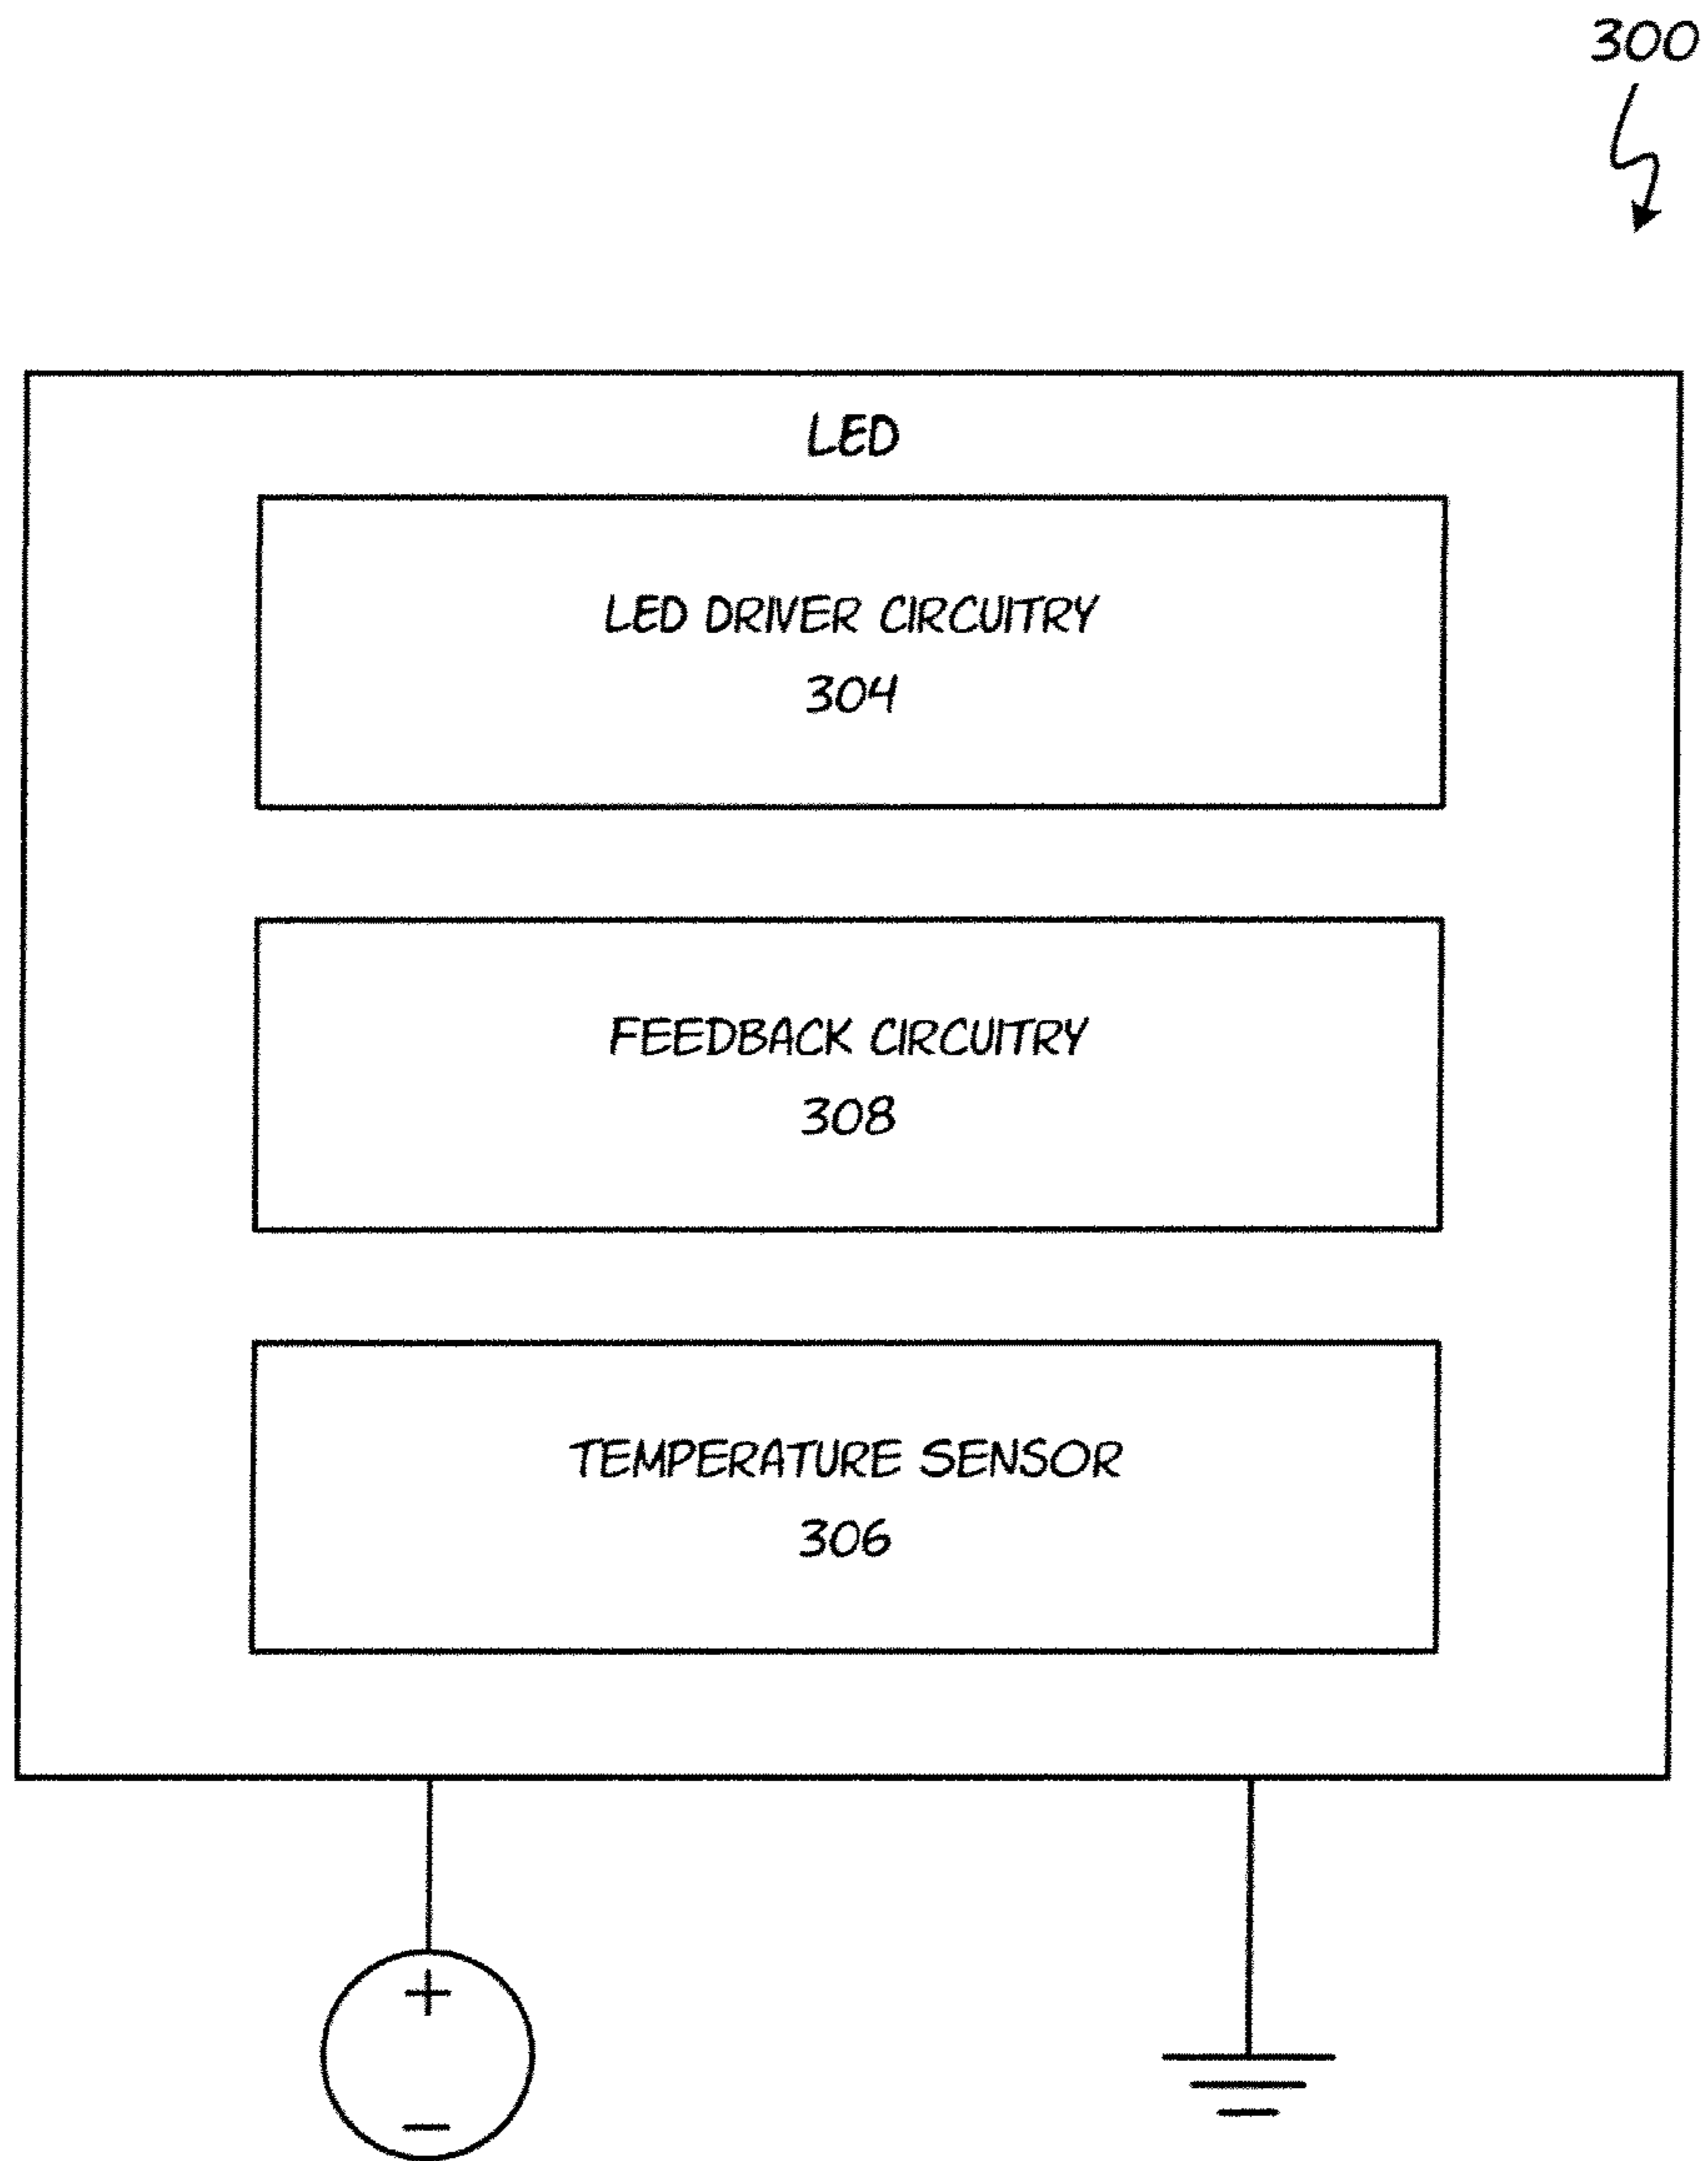 300
LED
LED DRIVER CIRCUITRY
304
FEEDBACK CIRCUITRY
308
TEMPERATURE SENSOR
306
+
−